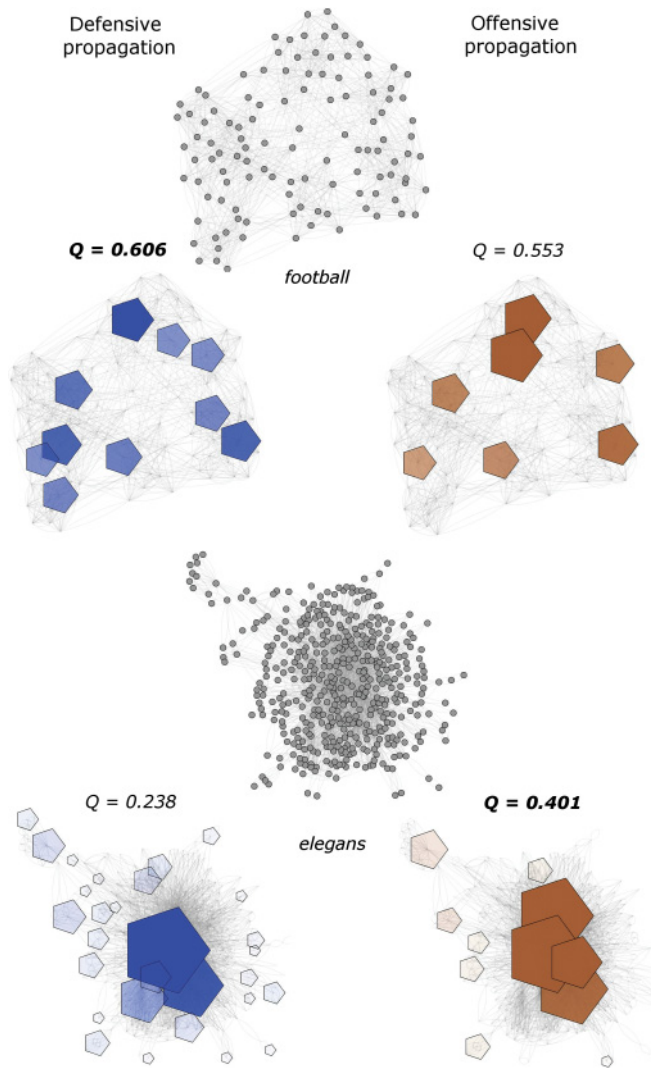 Defensive
propagation
Offensive
propagation
Q = 0.606
Q = 0.553
football
Q = 0.238
Q = 0.401
elegans